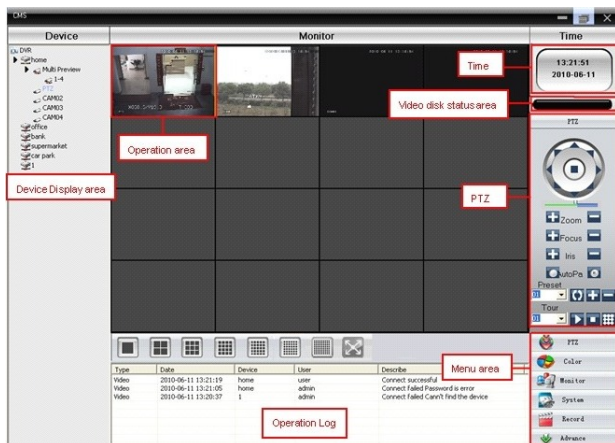 CMS
Device
Monitor
Time
DVR
home
Multi Preview
1-4
PTZ
CAM02
CAM03
CAM04
office
bank
supermarket
car park
1
Device Display area
Operation area
Time
13:21:51
2010-06-11
Video disk status area
PTZ
PTZ
Zoom
Focus
Iris
AutoPa
Preset
01
Tour
01
Menu area
PTZ
Color
Monitor
System
Record
Advance
Type Date Device User Describe
Video 2010-06-11 13:21:19 home user Connect successful
Video 2010-06-11 13:21:05 home admin Connect failed Password is error
Video 2010-06-11 13:20:37 1 admin Connect failed Cann't find the device
Operation Log